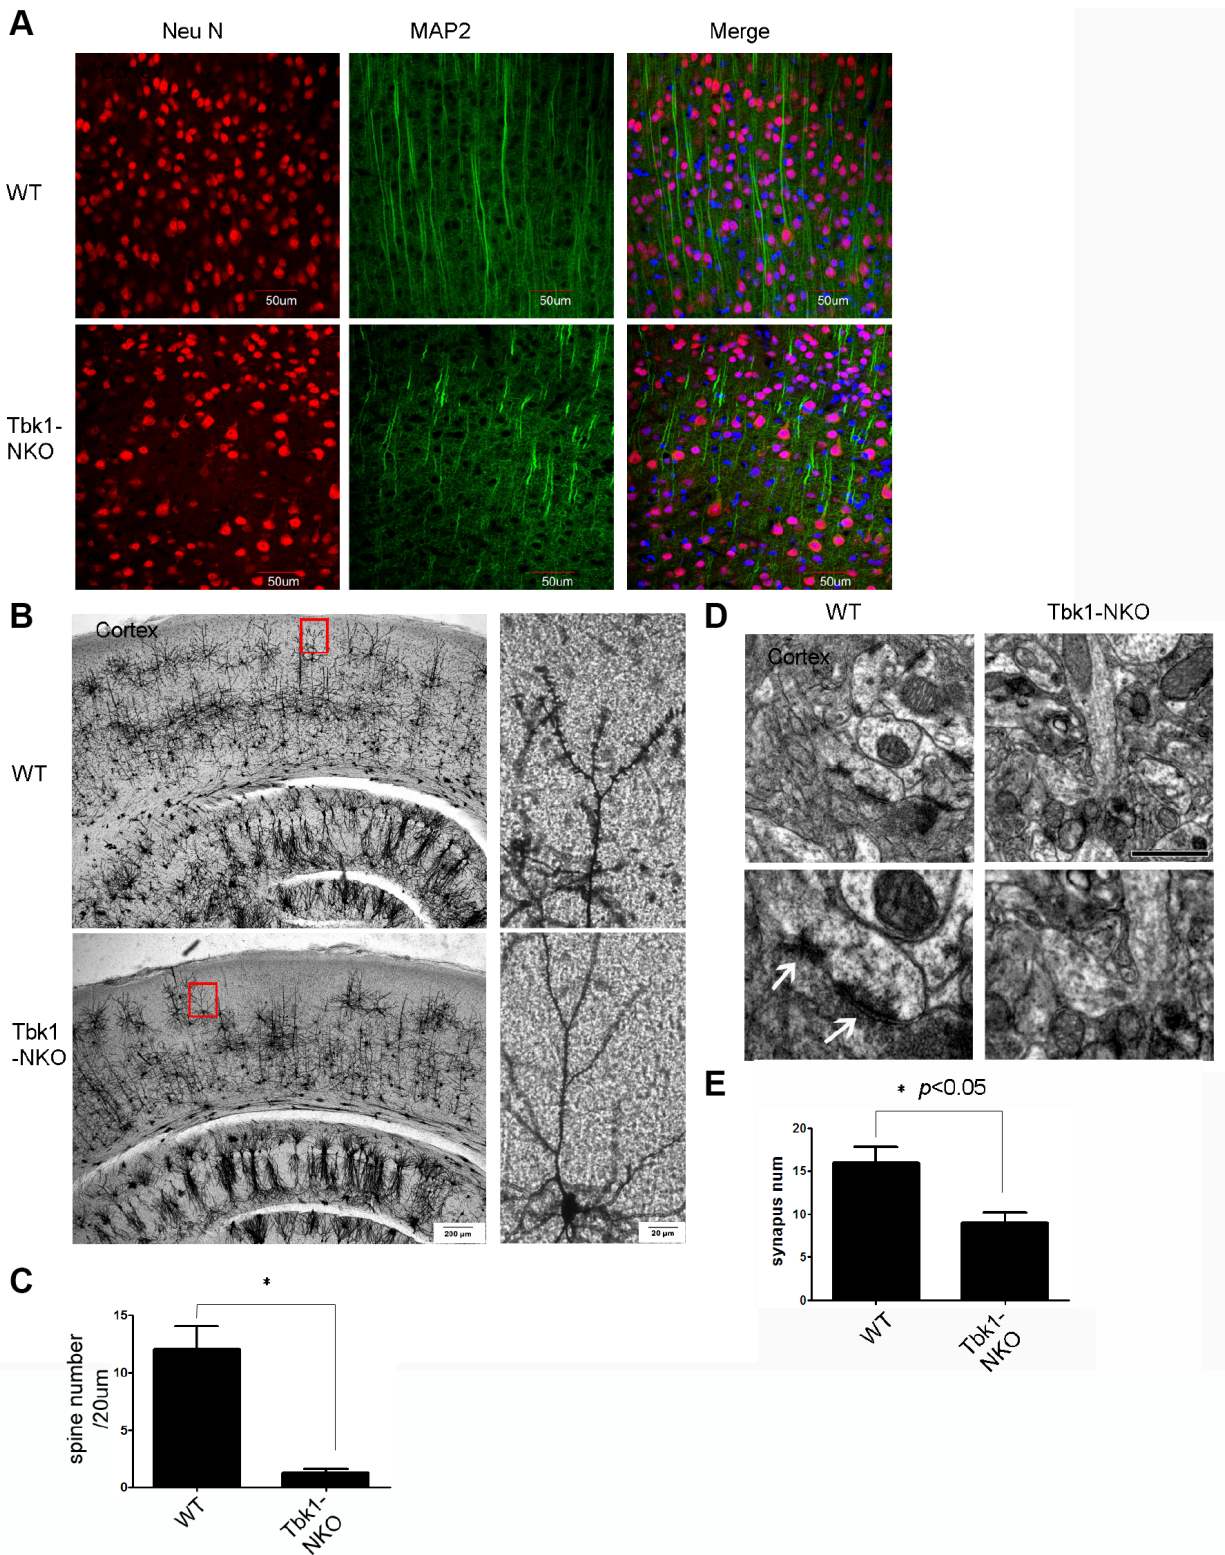 A
Neu N
MAP2
Merge
Cortex
WT
50um
50um
50um
Tbk1-
NKO
50um
50um
50um
B
Cortex
WT
Tbk1
-NKO
200 µm
20 µm
C
*
spine number
/20um
15
10
5
0
WT
Tbk1-
NKO
D
WT
Tbk1-NKO
Cortex
E
* p<0.05
synapus num
20
15
10
5
0
WT
Tbk1-
NKO